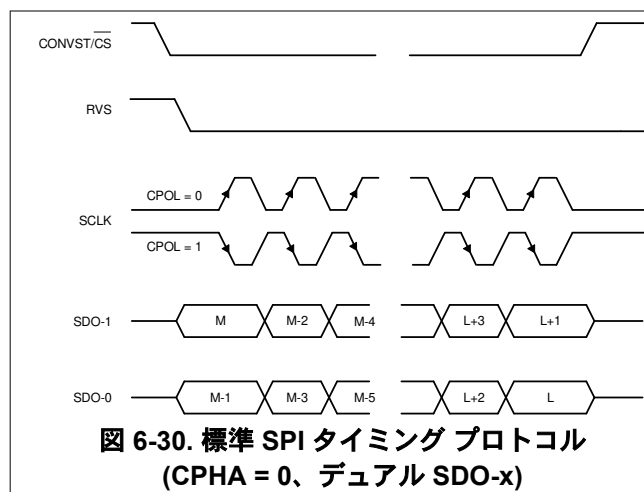 CONVST/CS
RVS
CPOL = 0
SCLK
CPOL = 1
SDO-1 M M-2 M-4 L+3 L+1
SDO-0 M-1 M-3 M-5 L+2 L
図 6-30. 標準 SPI タイミング プロトコル
(CPHA = 0、デュアル SDO-x)